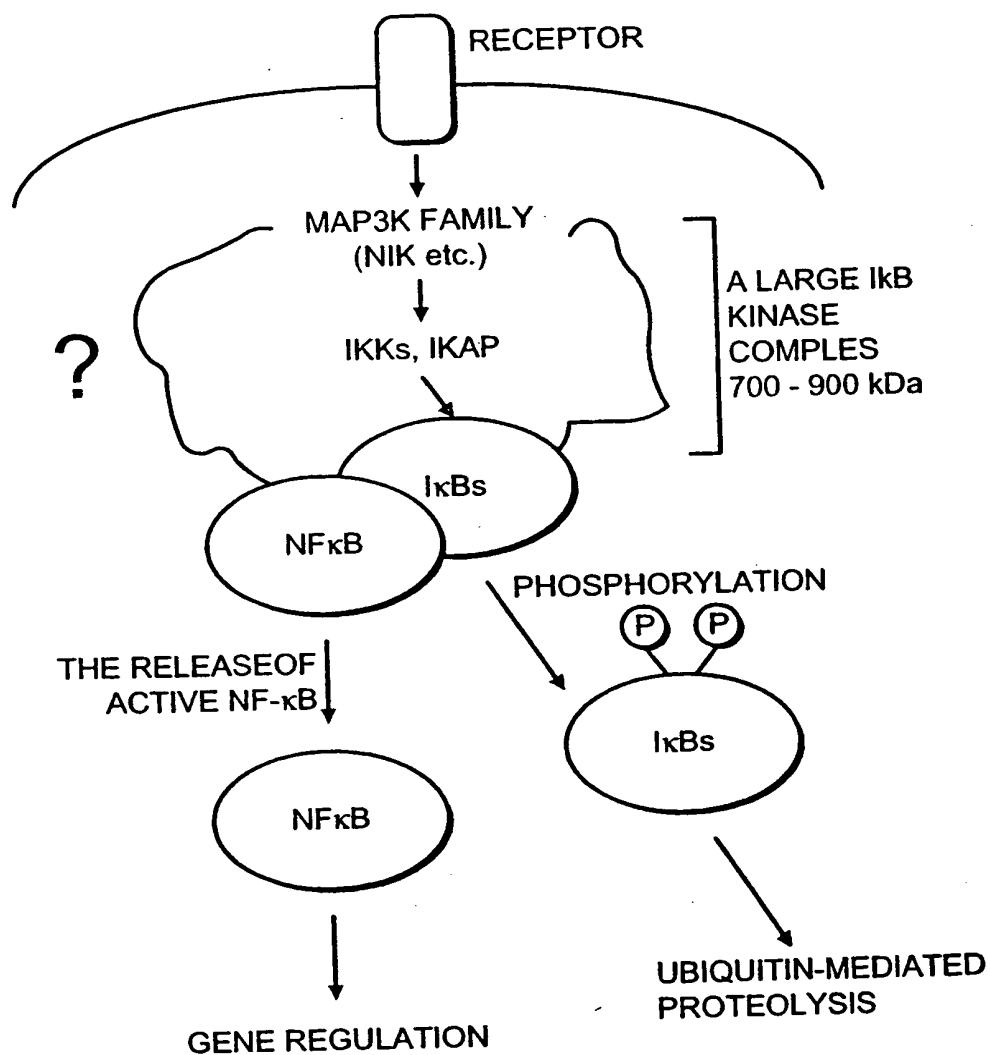 RECEPTOR
MAP3K FAMILY
(NIK etc.)
A LARGE IkB
KINASE
COMPLES
700 - 900 kDa
?
IKKs, IKAP
IκBs
NFκB
PHOSPHORYLATION
P P
THE RELEASEOF
ACTIVE NF-κB
IκBs
NFκB
UBIQUITIN-MEDIATED
PROTEOLYSIS
GENE REGULATION